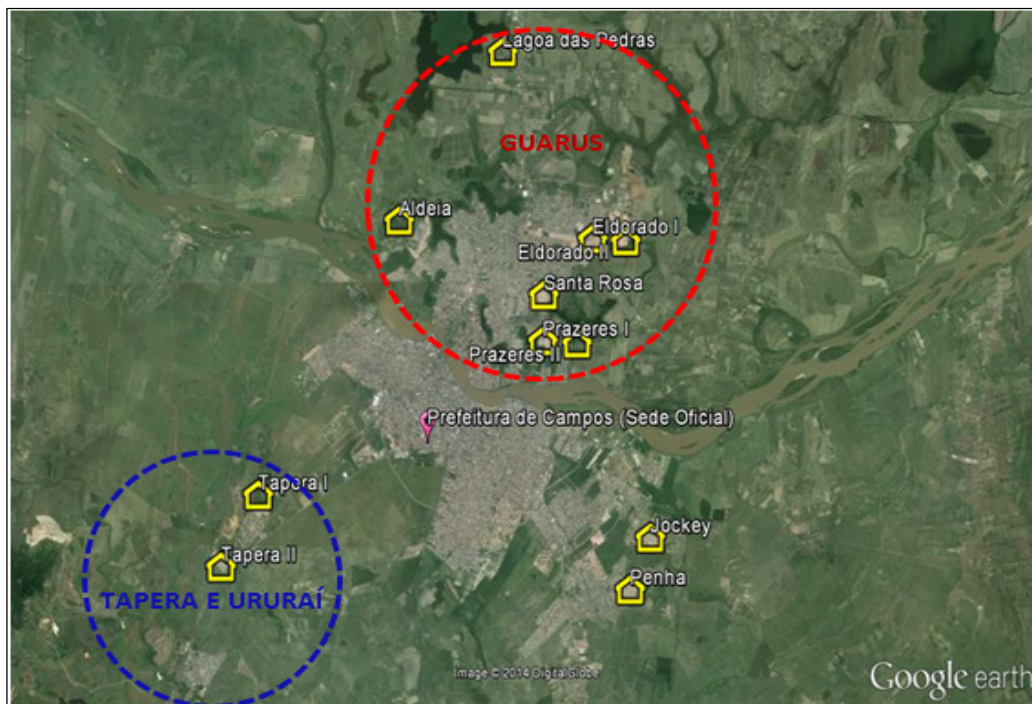 Lagoa das Pedras
GUARUS
Aldeia
Eldorado I
Eldorado II
Santa Rosa
Prazeres I
Prazeres II
Prefeitura de Campos (Sede Oficial)
Tapera I
Jockey
Tapera II
Penha
TAPERA E URURAÍ
Image © 2014 DigitalGlobe
Google earth